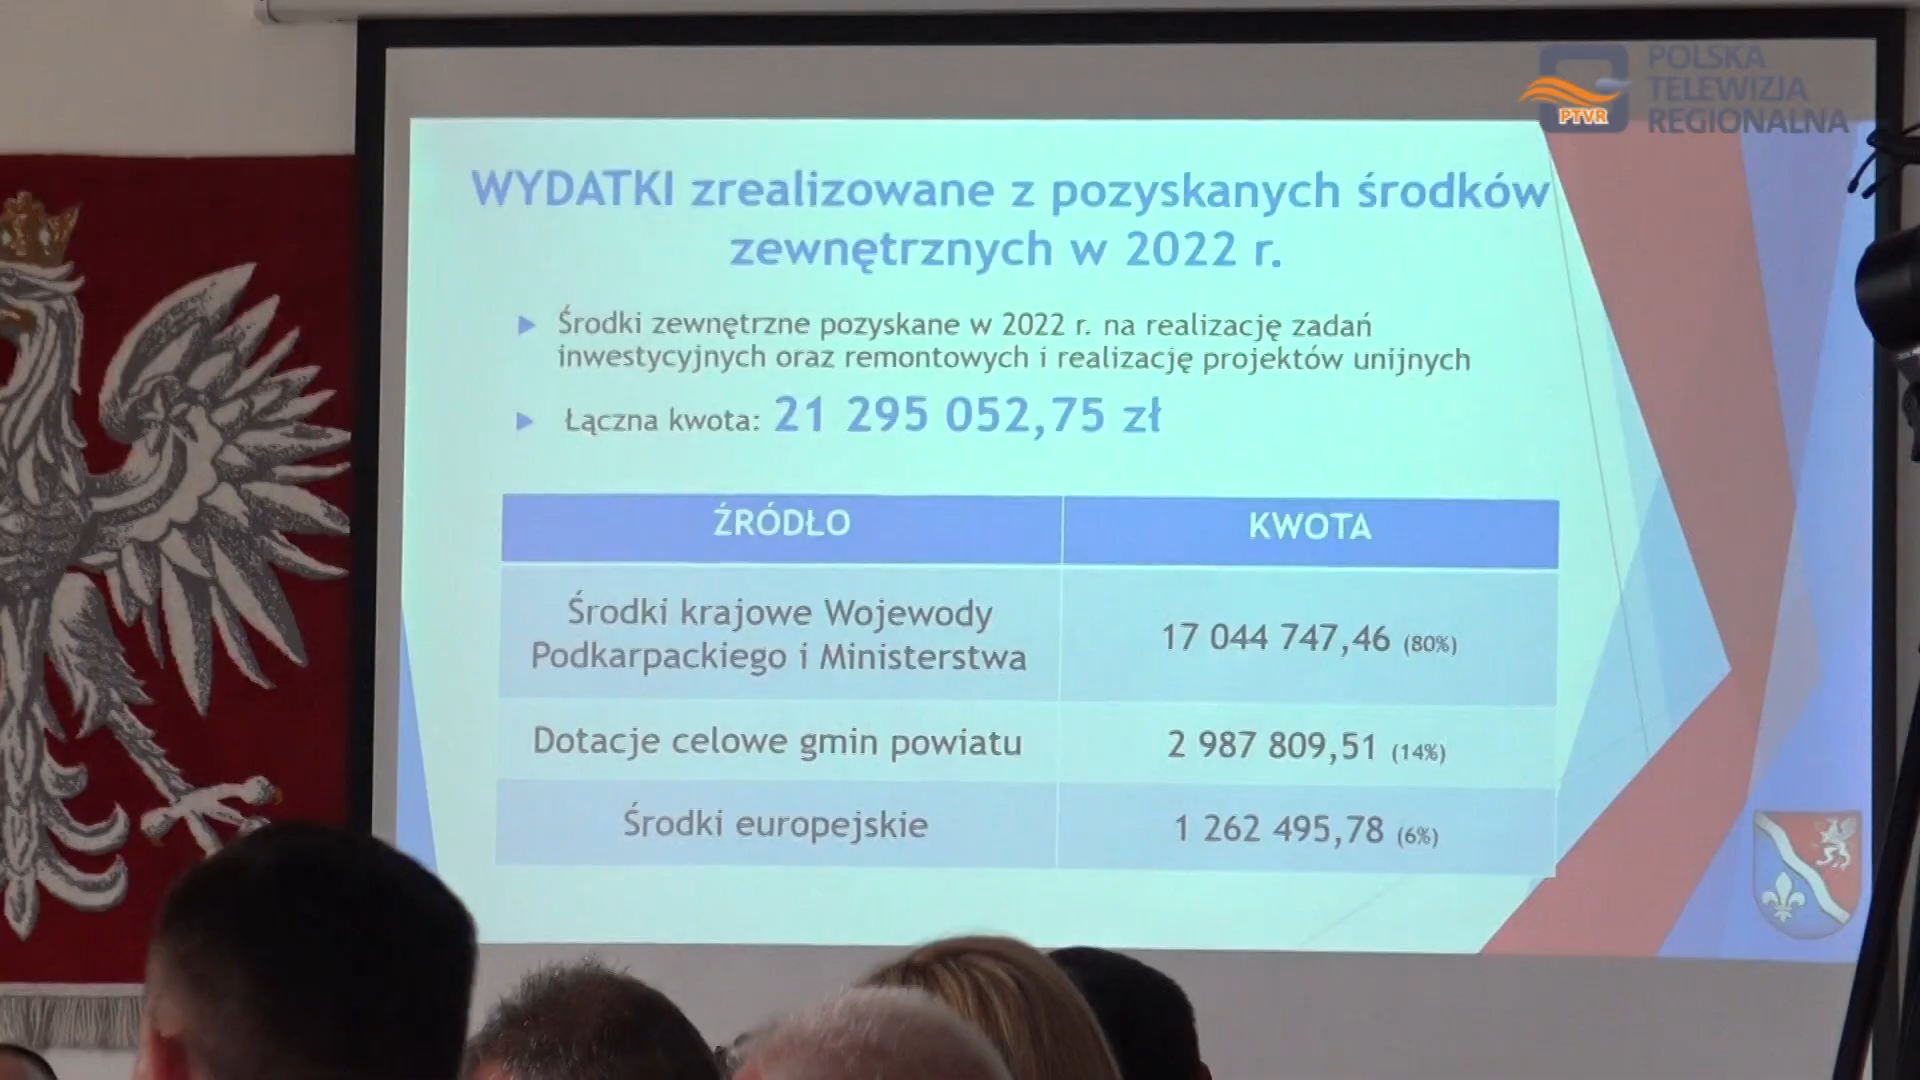 POLSKA
TELEWIZJA
REGIONALNA
PTVR
WYDATKI zrealizowane z pozyskanych środków
zewnętrznych w 2022 r.
Środki zewnętrzne pozyskane w 2022 r. na realizację zadań
inwestycyjnych oraz remontowych i realizację projektów unijnych
Łączna kwota: 21 295 052,75 zł
ŹRÓDŁO KWOTA
Środki krajowe Wojewody
Podkarpackiego i Ministerstwa
17 044 747,46 (80%)
Dotacje celowe gmin powiatu 2 987 809,51 (14%)
Środki europejskie 1 262 495,78 (6%)